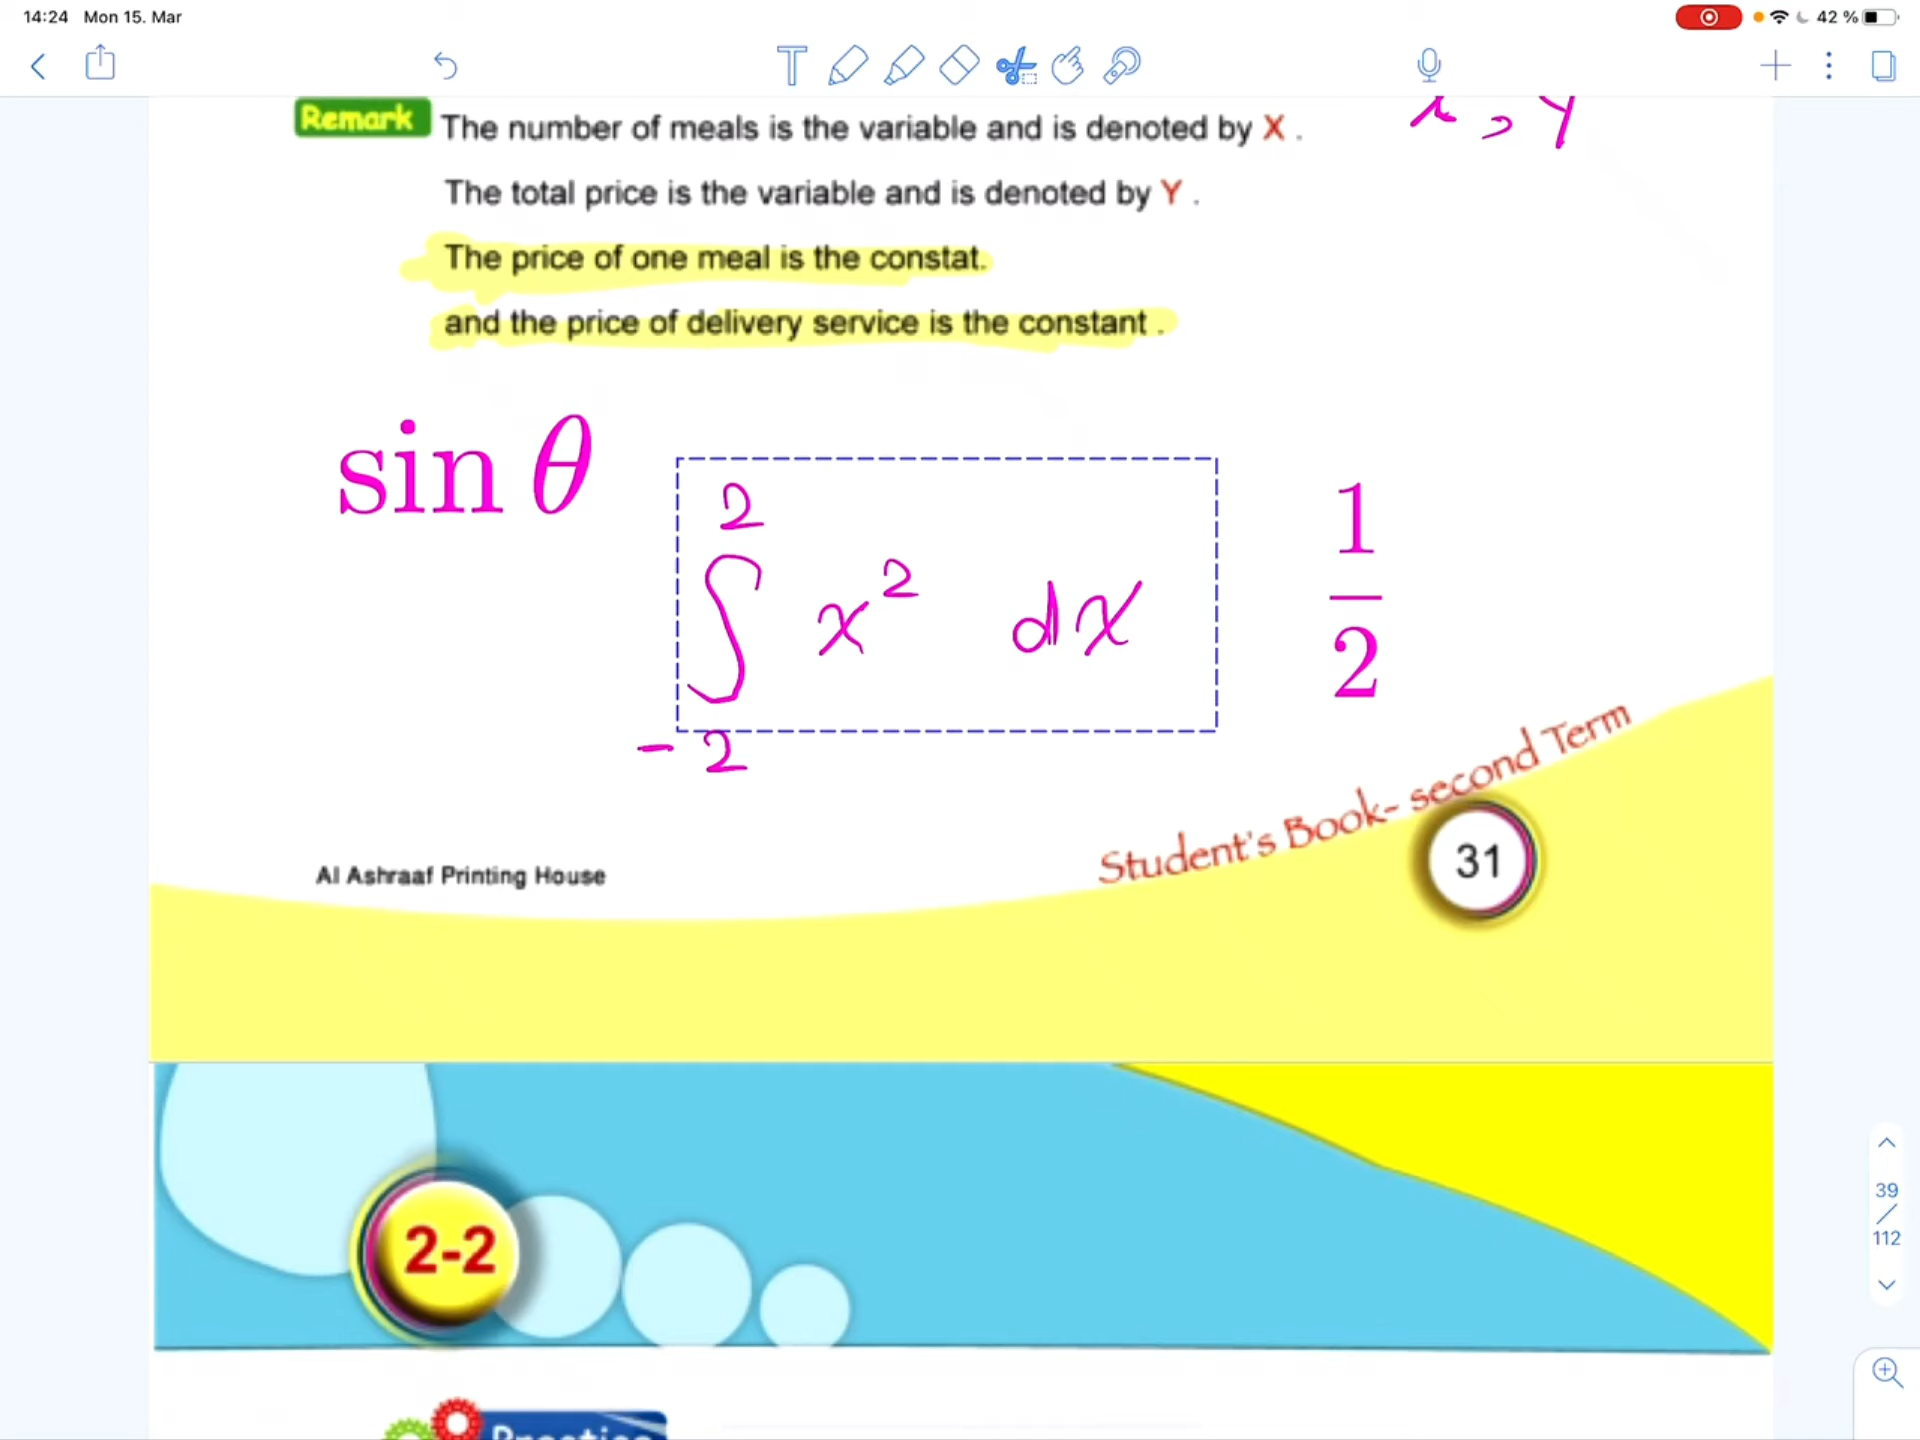 14:24 Mon 15. Mar 42 %
x, Y
Remark The number of meals is the variable and is denoted by X .
The total price is the variable and is denoted by Y .
The price of one meal is the constat.
and the price of delivery service is the constant .
sin θ
2
∫ x² dx
-2
1
—
2
Student's Book- second Term
31
Al Ashraaf Printing House
39
/
112
2-2
Practice